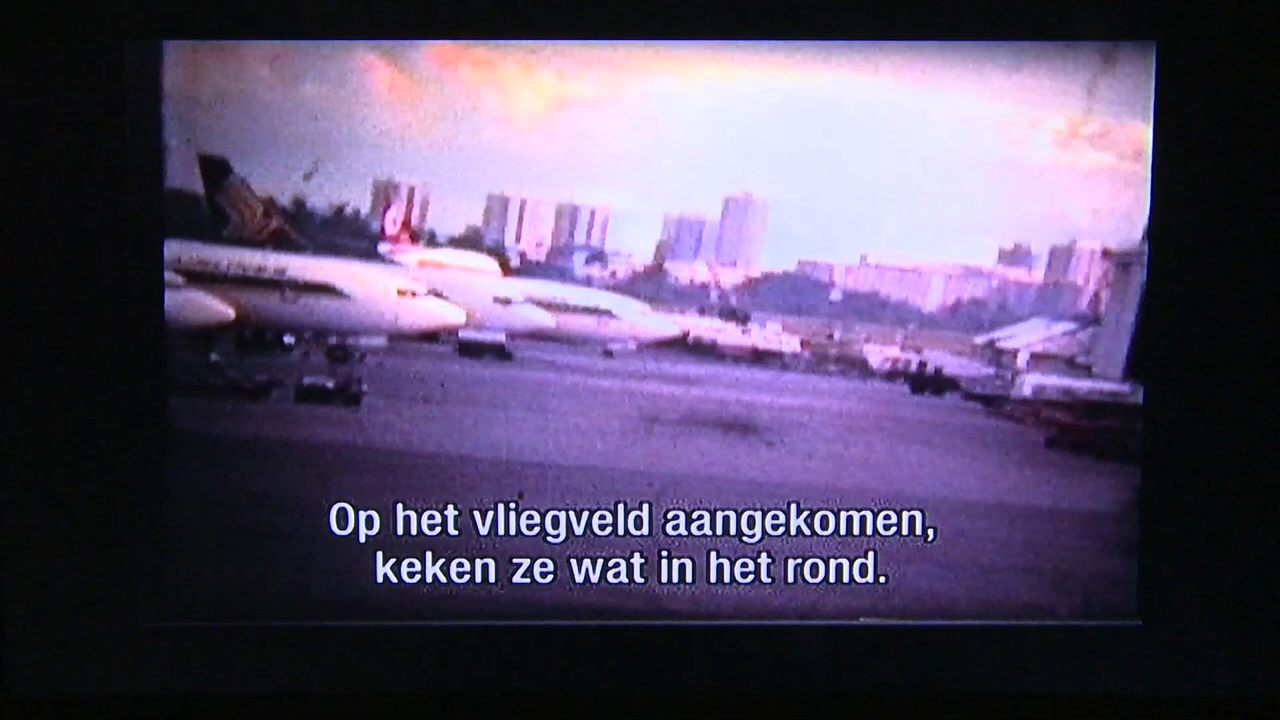 Op het vliegveld aangekomen,
keken ze wat in het rond.